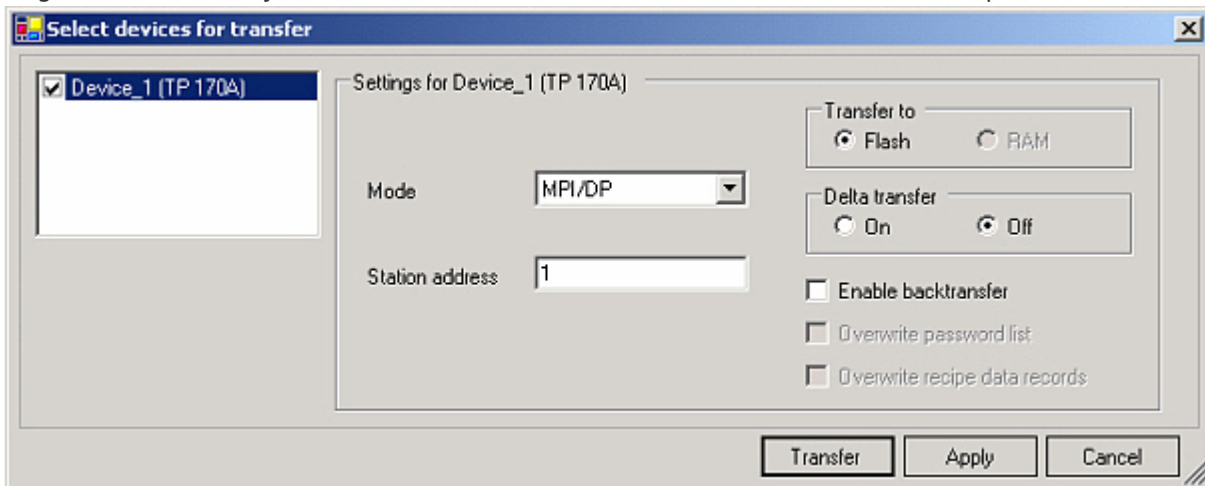 Select devices for transfer
Device_1 (TP 170A)
Settings for Device_1 (TP 170A)
Transfer to
Flash RAM
Mode MPI/DP
Delta transfer
On Off
Station address 1
Enable backtransfer
Overwrite password list
Overwrite recipe data records
Transfer Apply Cancel